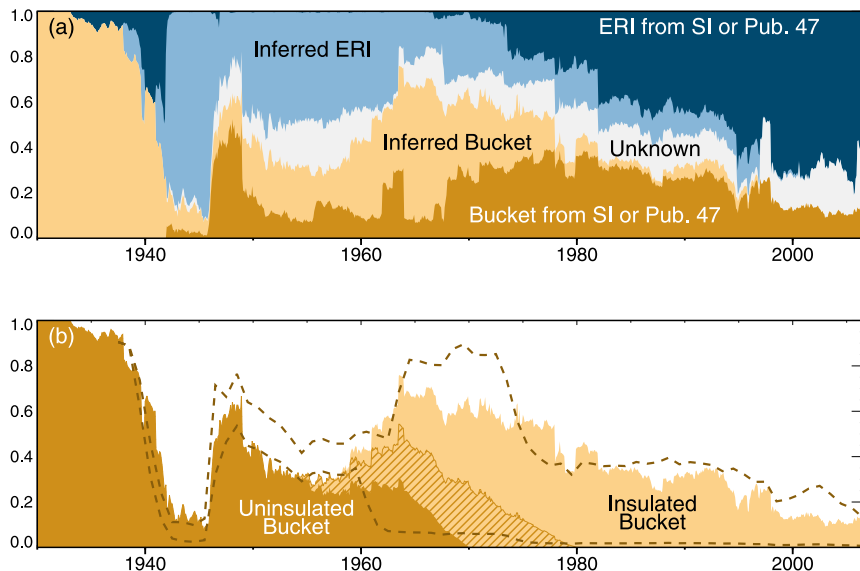 (a)
ERI from SI or Pub. 47
Inferred ERI
Inferred Bucket
Unknown
Bucket from SI or Pub. 47
1.0
0.8
0.6
0.4
0.2
0.0
1940
1960
1980
2000
(b)
Uninsulated
Bucket
Insulated
Bucket
1.0
0.8
0.6
0.4
0.2
0.0
1940
1960
1980
2000